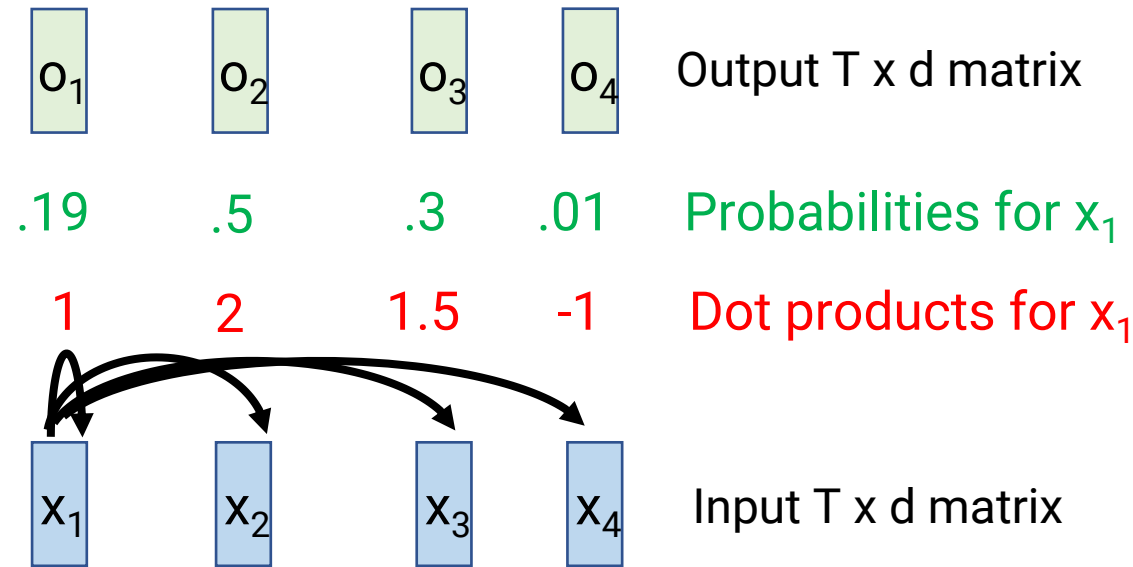 o₁ o₂ o₃ o₄ Output T x d matrix
.19 .5 .3 .01 Probabilities for x₁
1 2 1.5 -1 Dot products for x₁
x₁ x₂ x₃ x₄ Input T x d matrix